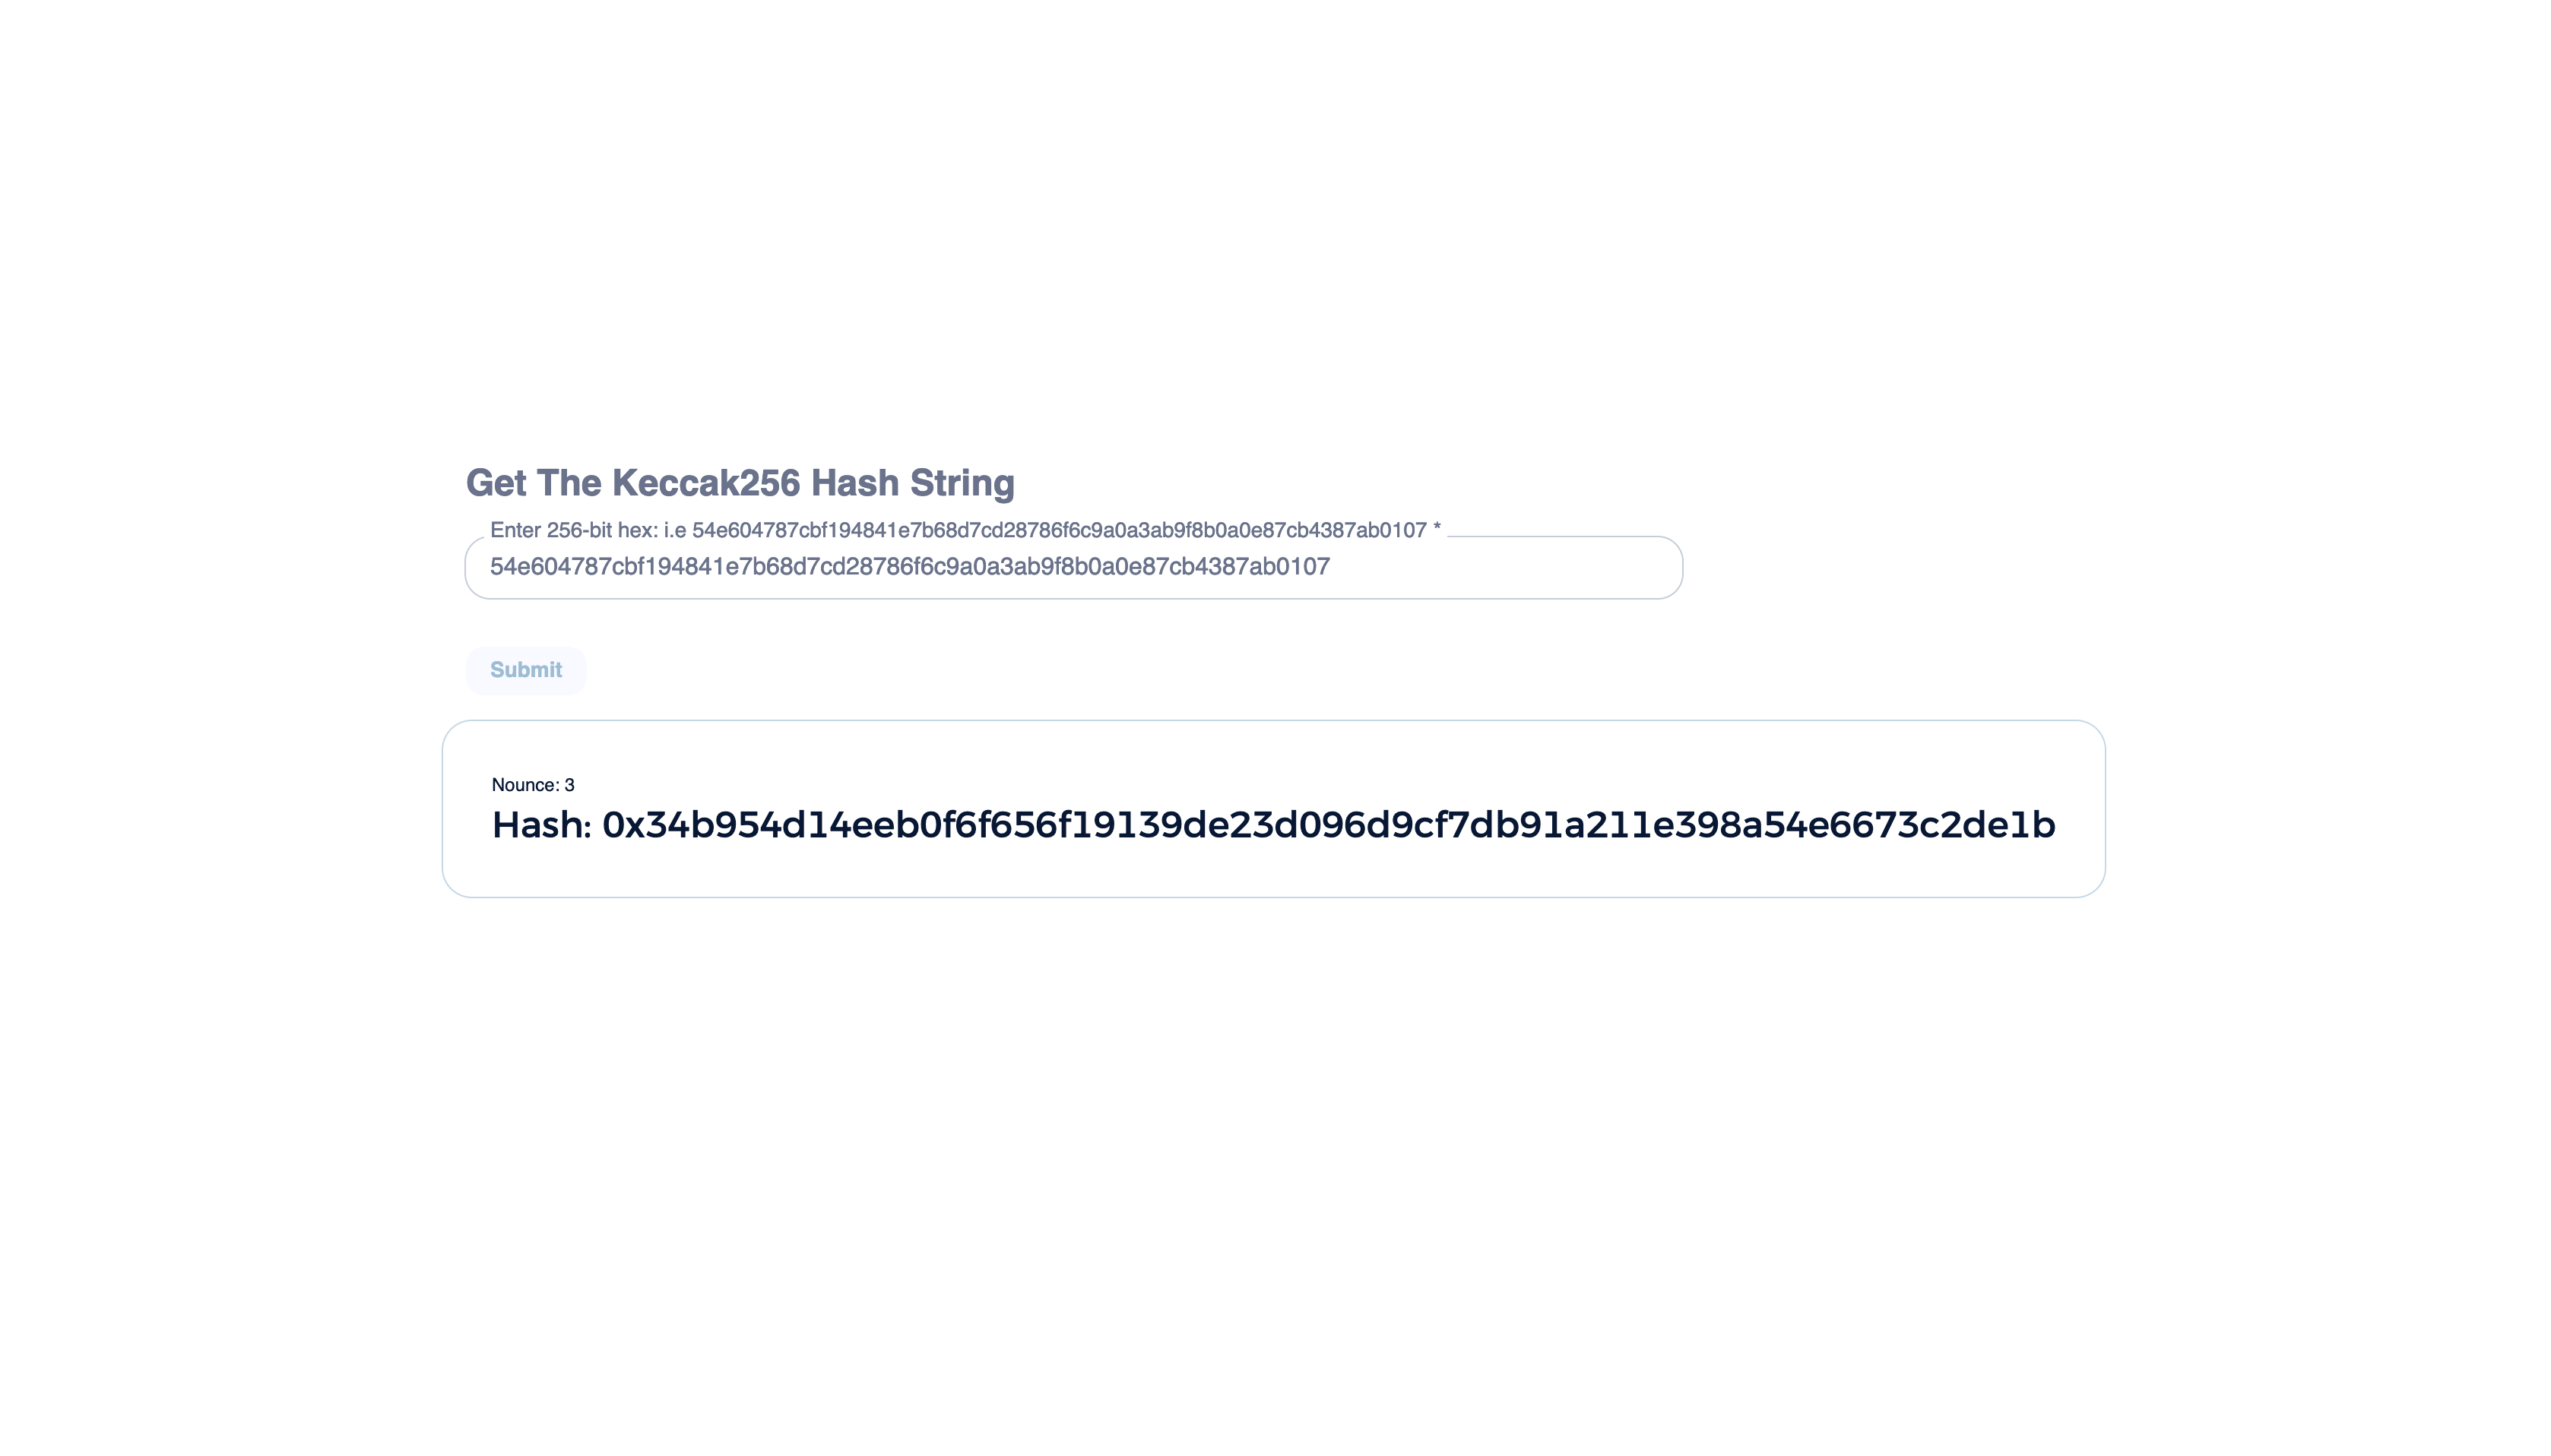 Get The Keccak256 Hash String
Enter 256-bit hex: i.e 54e604787cbf194841e7b68d7cd28786f6c9a0a3ab9f8b0a0e87cb4387ab0107 *
54e604787cbf194841e7b68d7cd28786f6c9a0a3ab9f8b0a0e87cb4387ab0107
Submit
Nounce: 3
Hash: 0x34b954d14eeb0f6f656f19139de23d096d9cf7db91a211e398a54e6673c2de1b